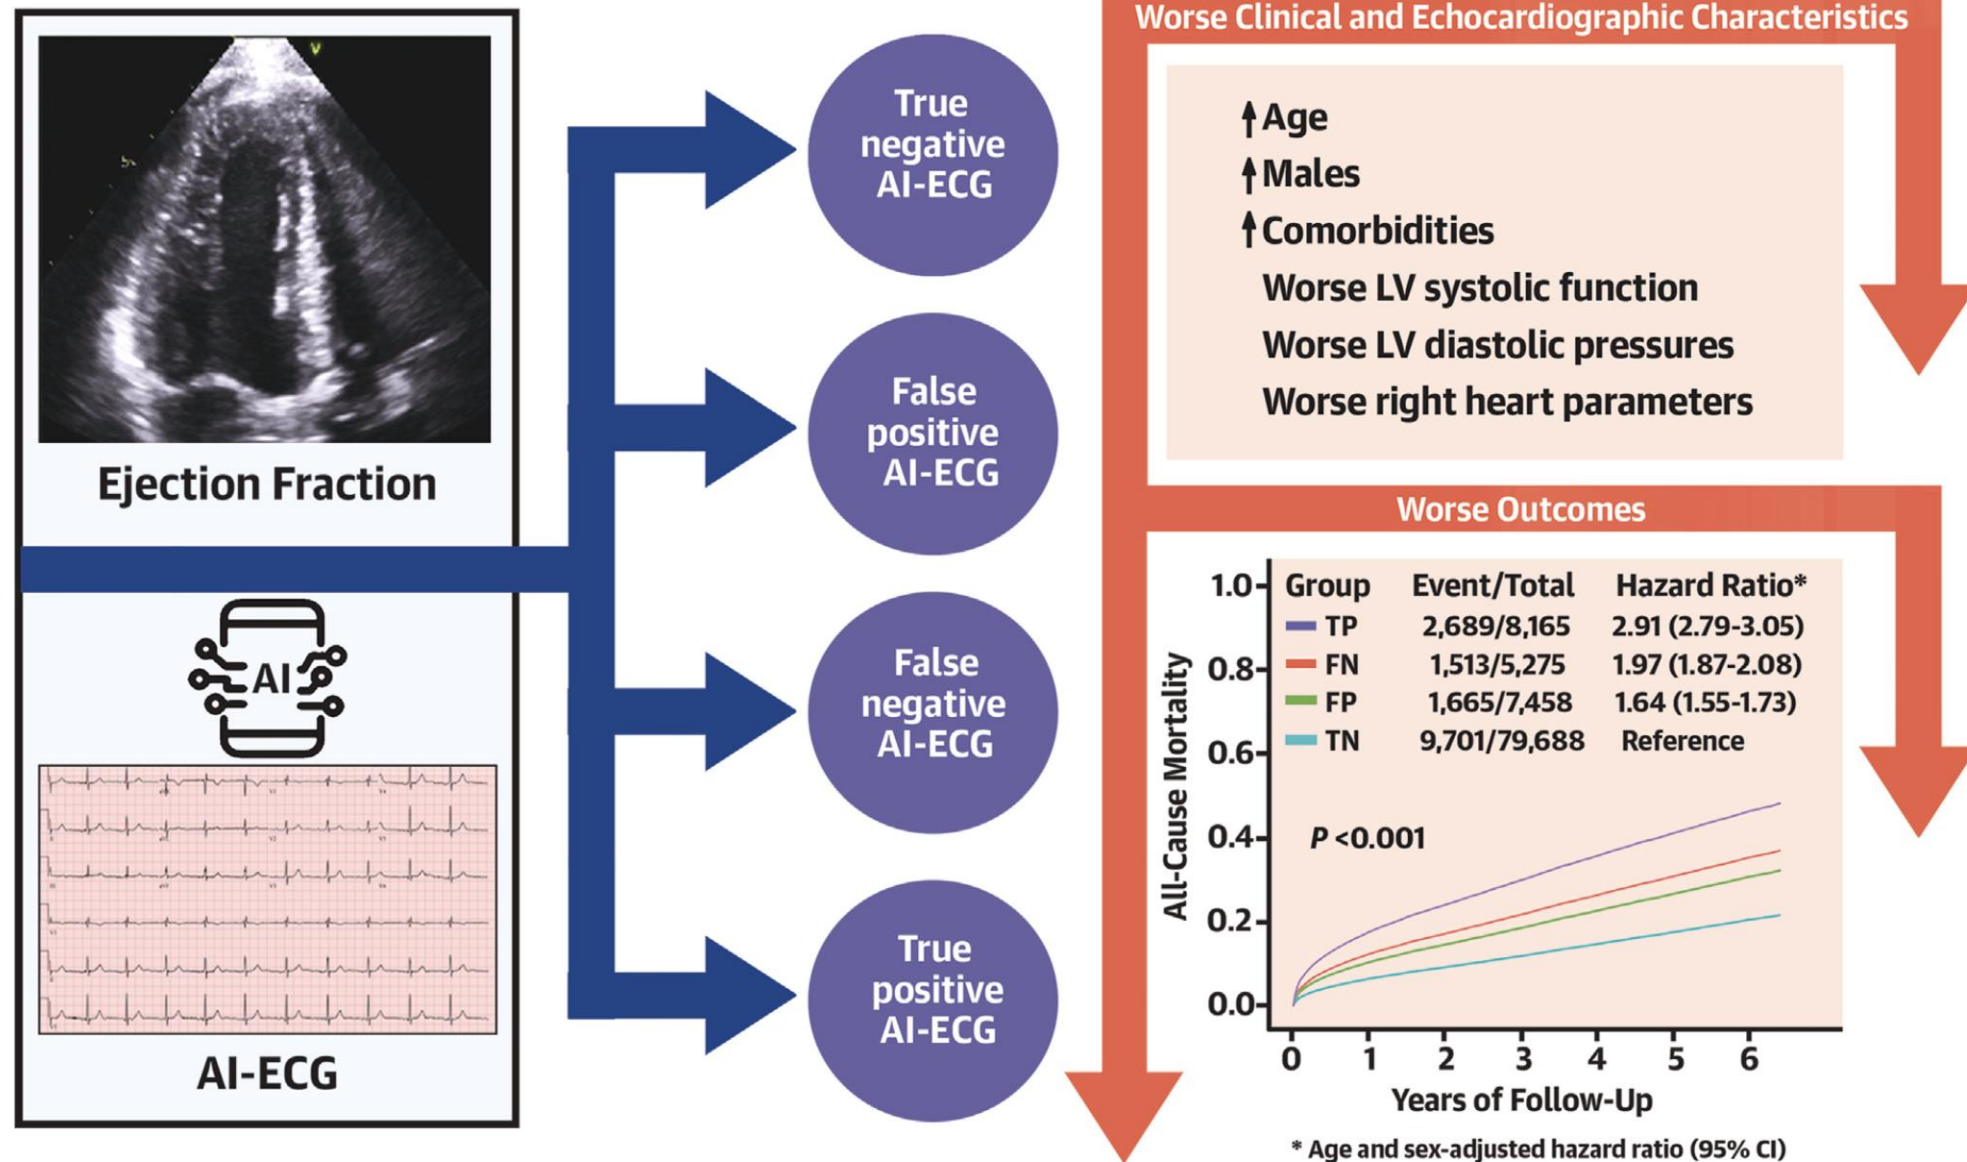 Ejection Fraction
AI
AI-ECG
True
negative
AI-ECG
False
positive
AI-ECG
False
negative
AI-ECG
True
positive
AI-ECG
Worse Clinical and Echocardiographic Characteristics
Age
Males
Comorbidities
Worse LV systolic function
Worse LV diastolic pressures
Worse right heart parameters
Worse Outcomes
Group Event/Total Hazard Ratio*
TP 2,689/8,165 2.91 (2.79-3.05)
FN 1,513/5,275 1.97 (1.87-2.08)
FP 1,665/7,458 1.64 (1.55-1.73)
TN 9,701/79,688 Reference
P <0.001
All-Cause Mortality
1.0
0.8
0.6
0.4
0.2
0.0
0 1 2 3 4 5 6
Years of Follow-Up
* Age and sex-adjusted hazard ratio (95% CI)